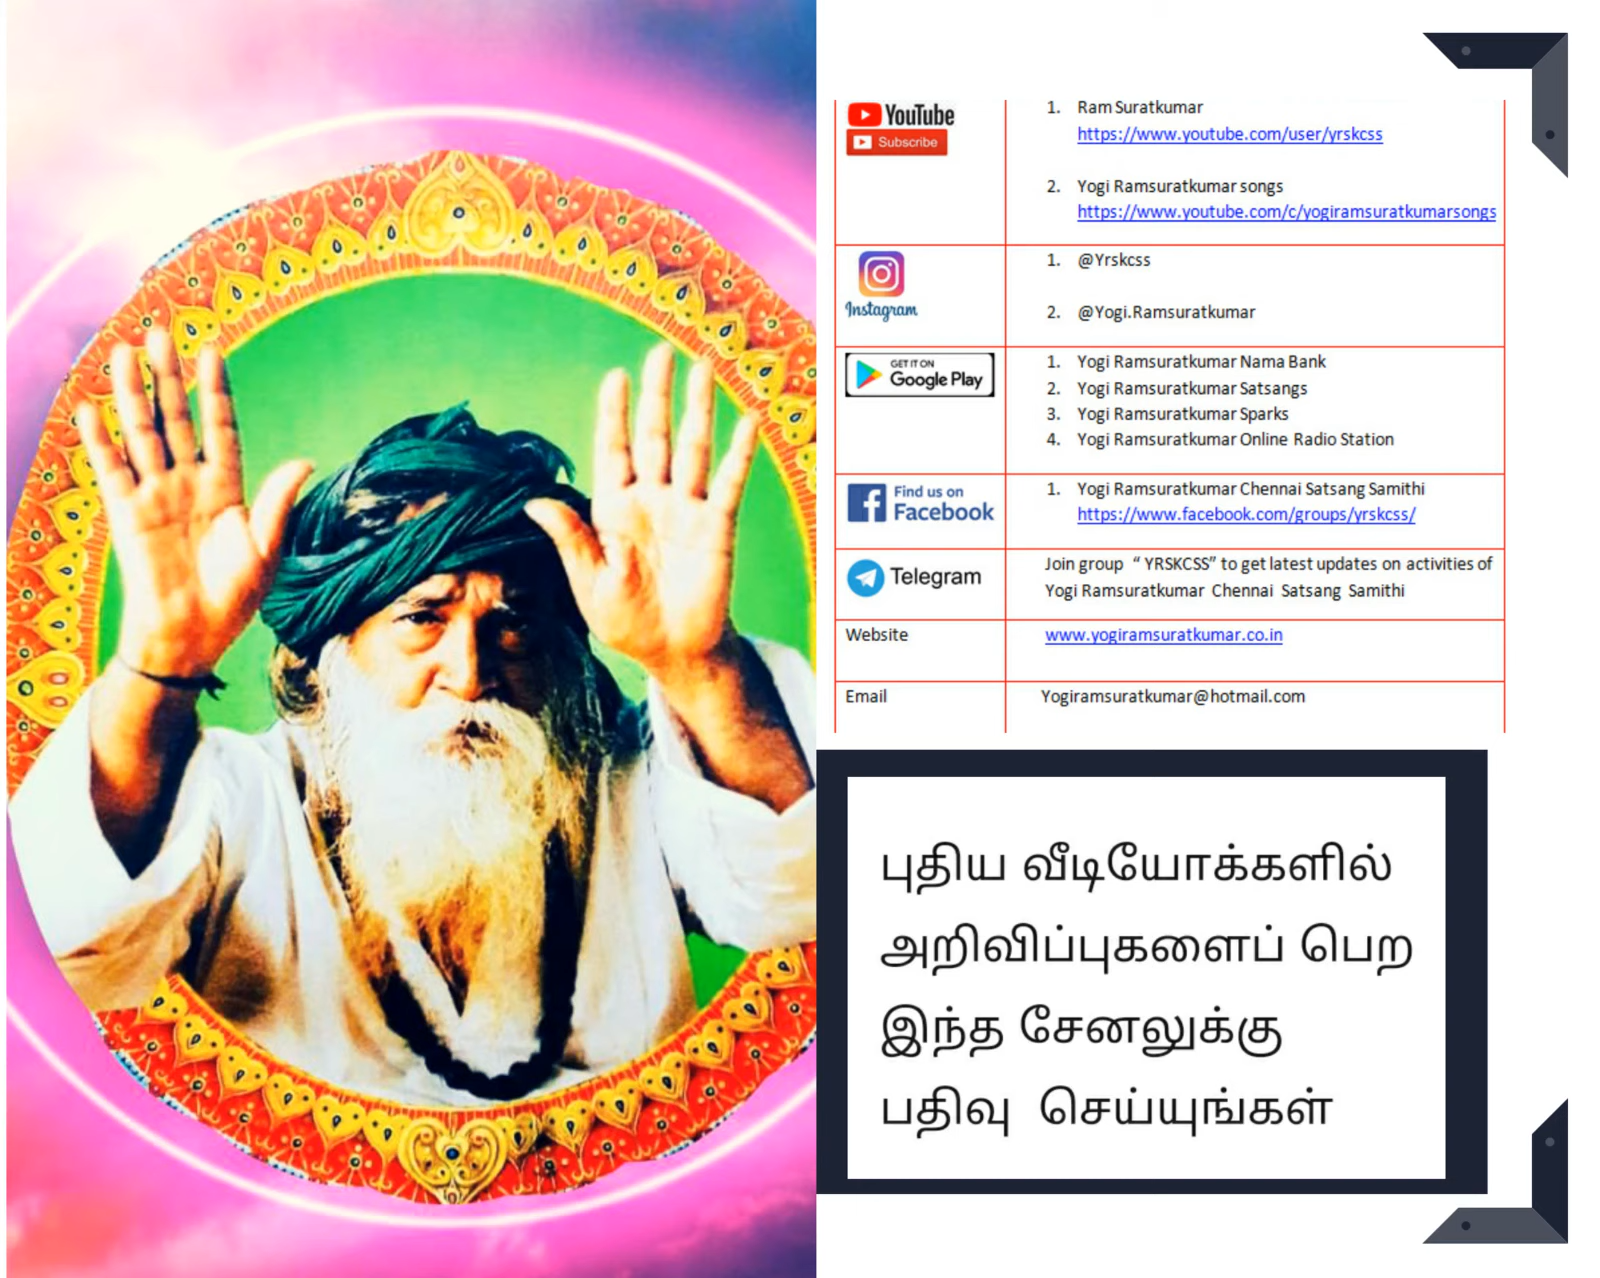 YouTube
Subscribe
1. Ram Suratkumar
https://www.youtube.com/user/yrskcss
2. Yogi Ramsuratkumar songs
https://www.youtube.com/c/yogiramsuratkumarsongs
Instagram
1. @Yrskcss
2. @Yogi.Ramsuratkumar
GET IT ON
Google Play
1. Yogi Ramsuratkumar Nama Bank
2. Yogi Ramsuratkumar Satsangs
3. Yogi Ramsuratkumar Sparks
4. Yogi Ramsuratkumar Online Radio Station
Find us on
Facebook
1. Yogi Ramsuratkumar Chennai Satsang Samithi
https://www.facebook.com/groups/yrskcss/
Telegram
Join group “ YRSKCSS” to get latest updates on activities of
Yogi Ramsuratkumar Chennai Satsang Samithi
Website
www.yogiramsuratkumar.co.in
Email
Yogiramsuratkumar@hotmail.com
புதிய வீடியோக்களில்
அறிவிப்புகளைப் பெற
இந்த சேனலுக்கு
பதிவு செய்யுங்கள்